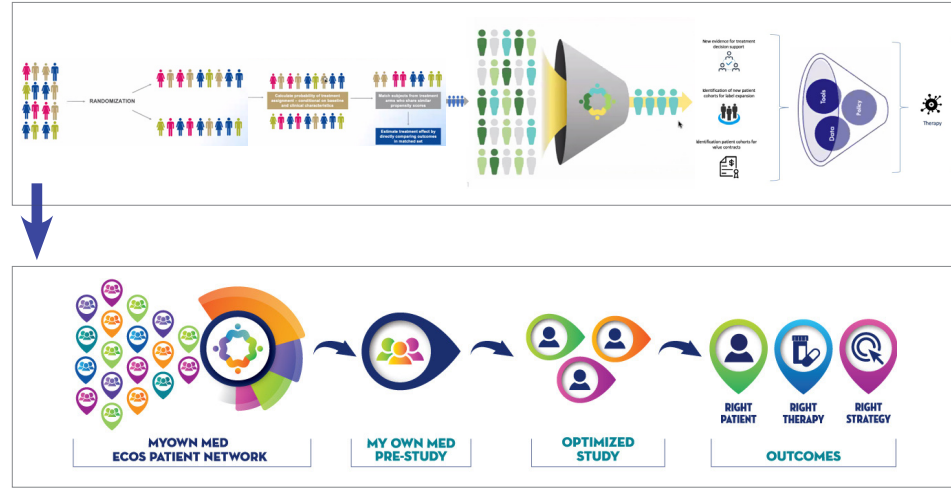 RANDOMIZATION
Calculate probability of treatment
assignment – conditional on baseline
and clinical characteristics
Match subjects from treatment
arms who share similar
propensity scores
Estimate treatment effect by
directly comparing outcomes
in matched set
New evidence for treatment
decision support
Identification of new patient
cohorts for label expansion
Identification patient cohorts for
value contracts
Tools
Policy
Data
Therapy
MYOWN MED
ECOS PATIENT NETWORK
MY OWN MED
PRE-STUDY
OPTIMIZED
STUDY
RIGHT
PATIENT
RIGHT
THERAPY
RIGHT
STRATEGY
OUTCOMES